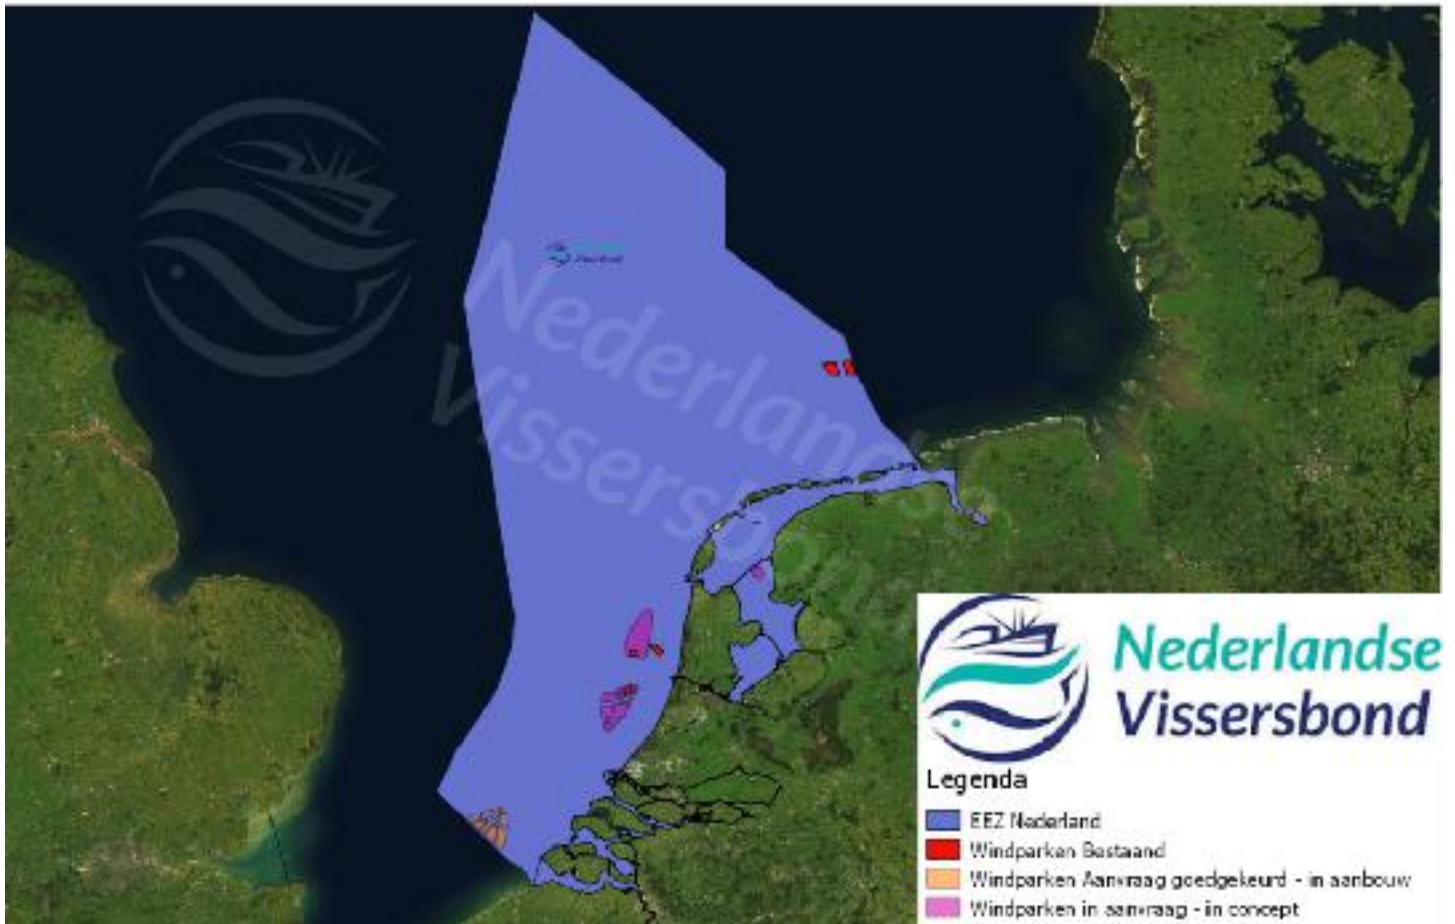 Nederlandse
Vissersbond
Nederlandse
Vissersbond
Legenda
EEZ Nederland
Windparken Bestaand
Windparken Aanvraag goedgekeurd - in aanbouw
Windparken in aanvraag - in concept